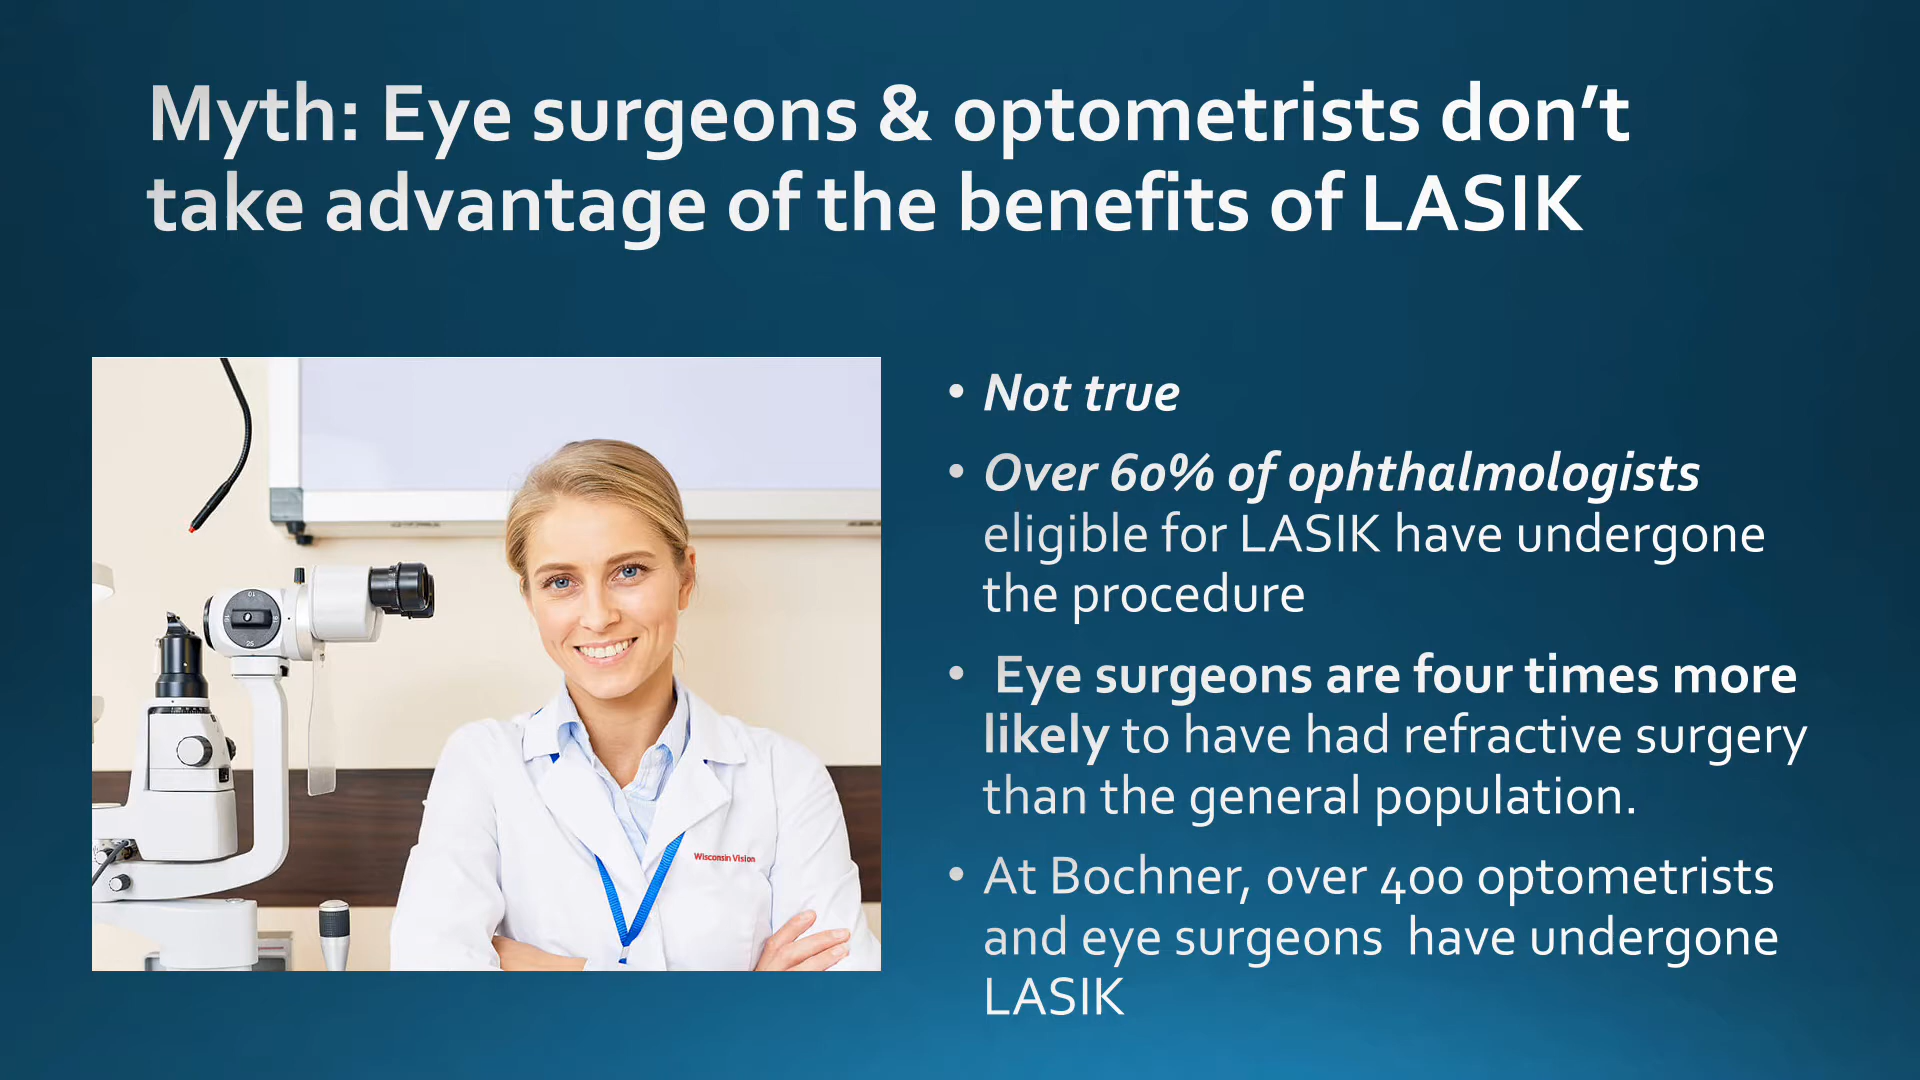 Myth: Eye surgeons & optometrists don’t
take advantage of the benefits of LASIK
• Not true
• Over 60% of ophthalmologists
eligible for LASIK have undergone
the procedure
• Eye surgeons are four times more
likely to have had refractive surgery
than the general population.
• At Bochner, over 400 optometrists
and eye surgeons have undergone
LASIK
Wisconsin Vision
10
25